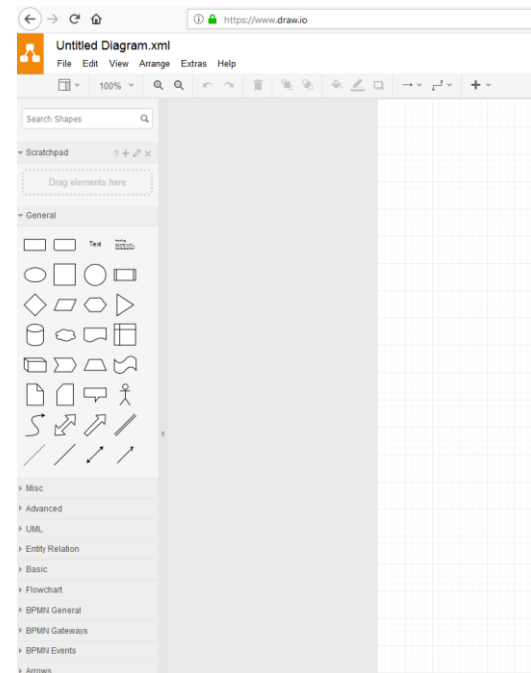 https://www.draw.io
Untitled Diagram.xml
File Edit View Arrange Extras Help
100%
Search Shapes
Scratchpad
?
Drag elements here
General
Text
Misc
Advanced
UML
Entity Relation
Basic
Flowchart
BPMN General
BPMN Gateways
BPMN Events
Arrows